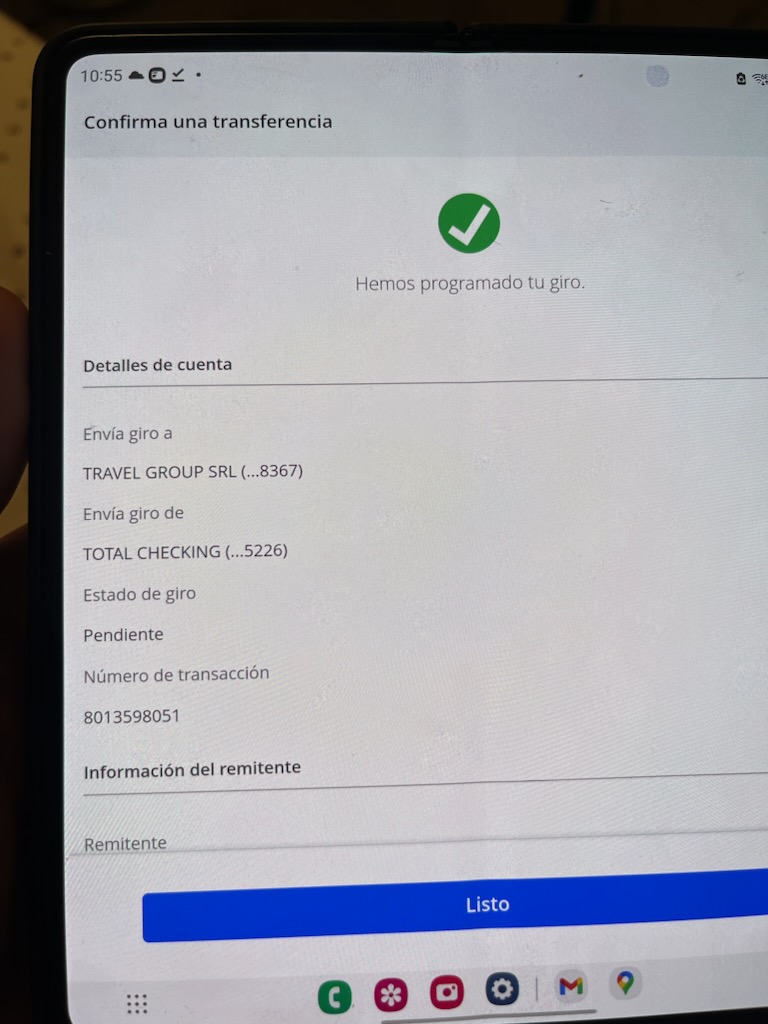 10:55
Confirma una transferencia
Hemos programado tu giro.
Detalles de cuenta
Envía giro a
TRAVEL GROUP SRL (...8367)
Envía giro de
TOTAL CHECKING (...5226)
Estado de giro
Pendiente
Número de transacción
8013598051
Información del remitente
Remitente
Listo